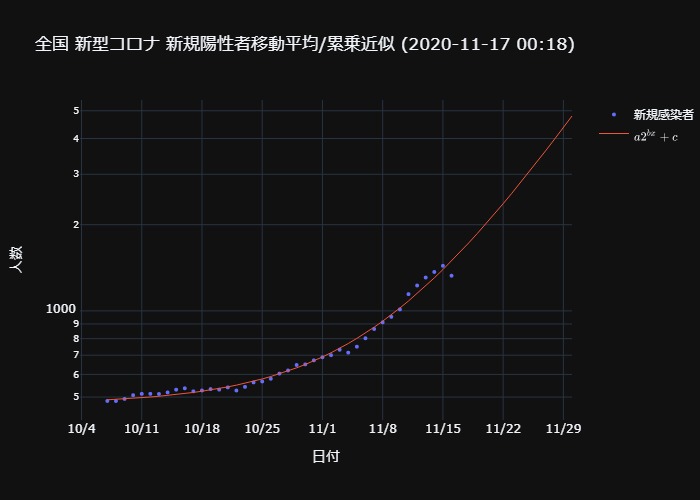 全国 新型コロナ 新規陽性者移動平均/累乗近似 (2020-11-17 00:18)
新規感染者
a2^{bx} + c
人数
5
4
3
2
1000
9
8
7
6
5
10/4 10/11 10/18 10/25 11/1 11/8 11/15 11/22 11/29
日付